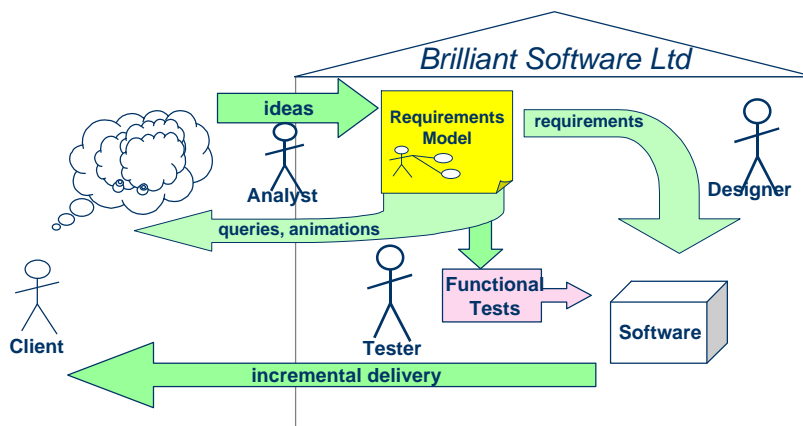 Brilliant Software Ltd
ideas
Requirements
Model
requirements
Analyst
Designer
queries, animations
Functional
Tests
Software
Client
Tester
incremental delivery